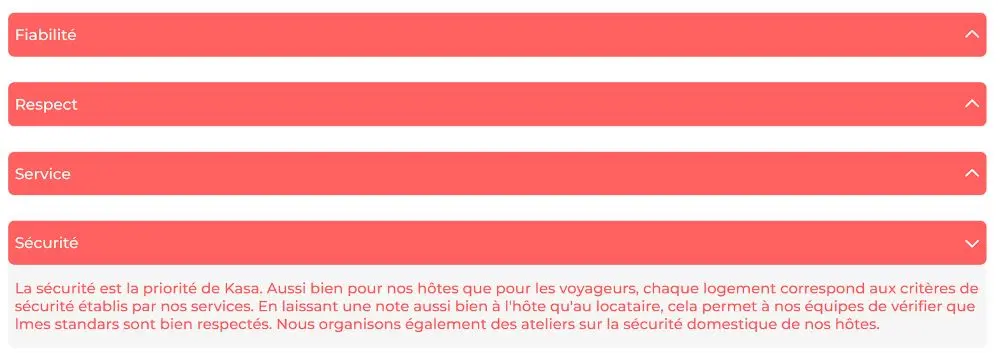 Fiabilité
Respect
Service
Sécurité
La sécurité est la priorité de Kasa. Aussi bien pour nos hôtes que pour les voyageurs, chaque logement correspond aux critères de
sécurité établis par nos services. En laissant une note aussi bien à l'hôte qu'au locataire, cela permet à nos équipes de vérifier que
lmes standars sont bien respectés. Nous organisons également des ateliers sur la sécurité domestique de nos hôtes.